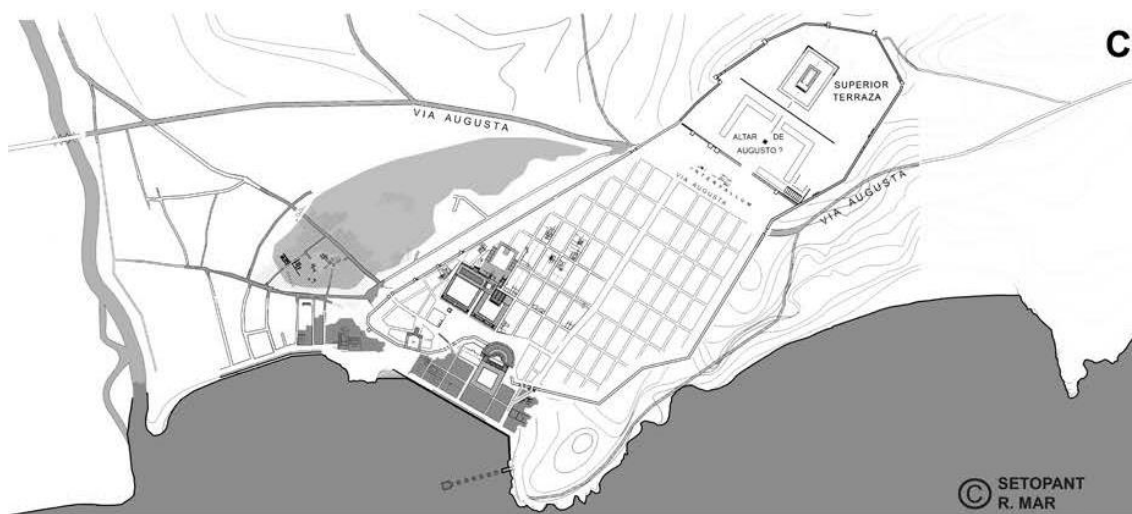 C
SUPERIOR
TERRAZA
VIA AUGUSTA
ALTAR DE
AUGUSTO ?
INTERVALLUM
VIA AUGUSTA
VIA AUGUSTA
© SETOPANT
R. MAR